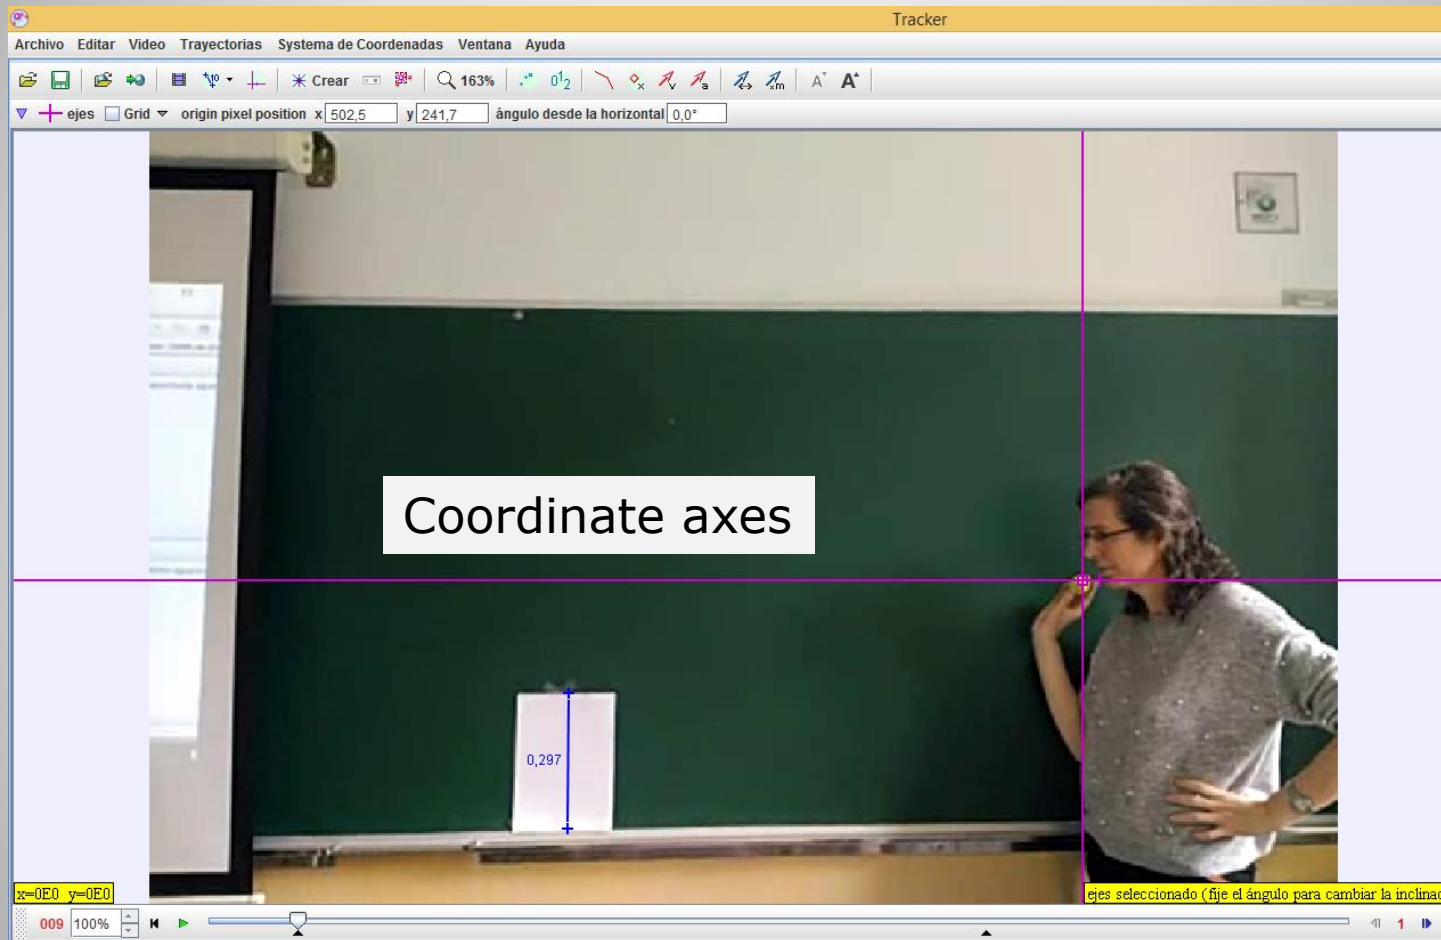 Tracker
Archivo Editar Video Trayectorias Systema de Coordenadas Ventana Ayuda
Crear 163%
ejes Grid origin pixel position x 502,5 y 241,7 ángulo desde la horizontal 0,0°
Coordinate axes
0,297
x=0E0 y=0E0
ejes seleccionado (fije el ángulo para cambiar la inclinac
009 100% 1